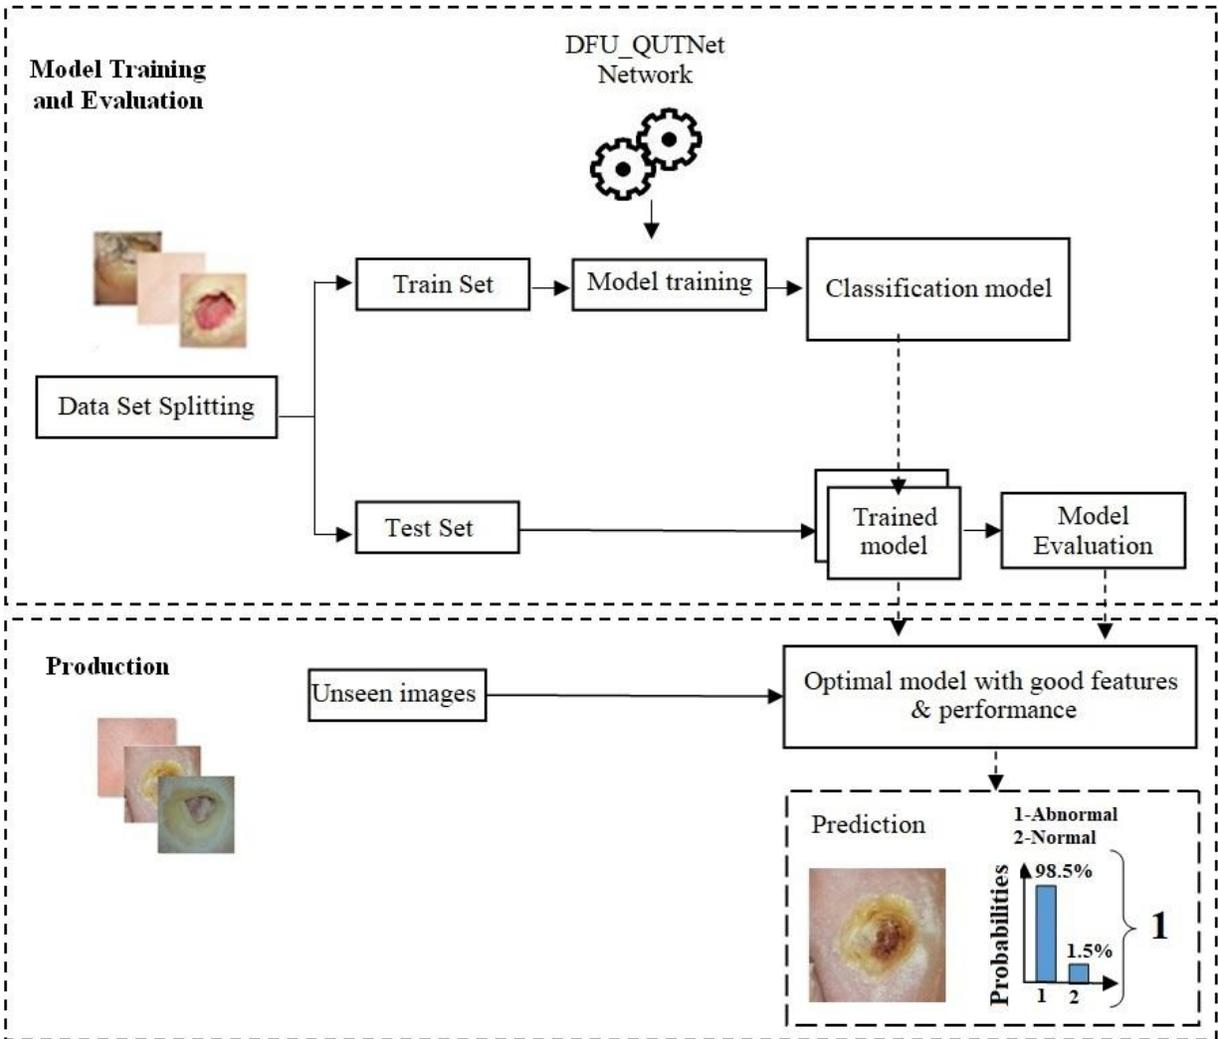 Model Training
and Evaluation
DFU_QUTNet
Network
Train Set
Model training
Classification model
Data Set Splitting
Test Set
Trained
model
Model
Evaluation
Production
Unseen images
Optimal model with good features
& performance
Prediction
1-Abnormal
2-Normal
Probabilities
98.5%
1.5%
1
2
1